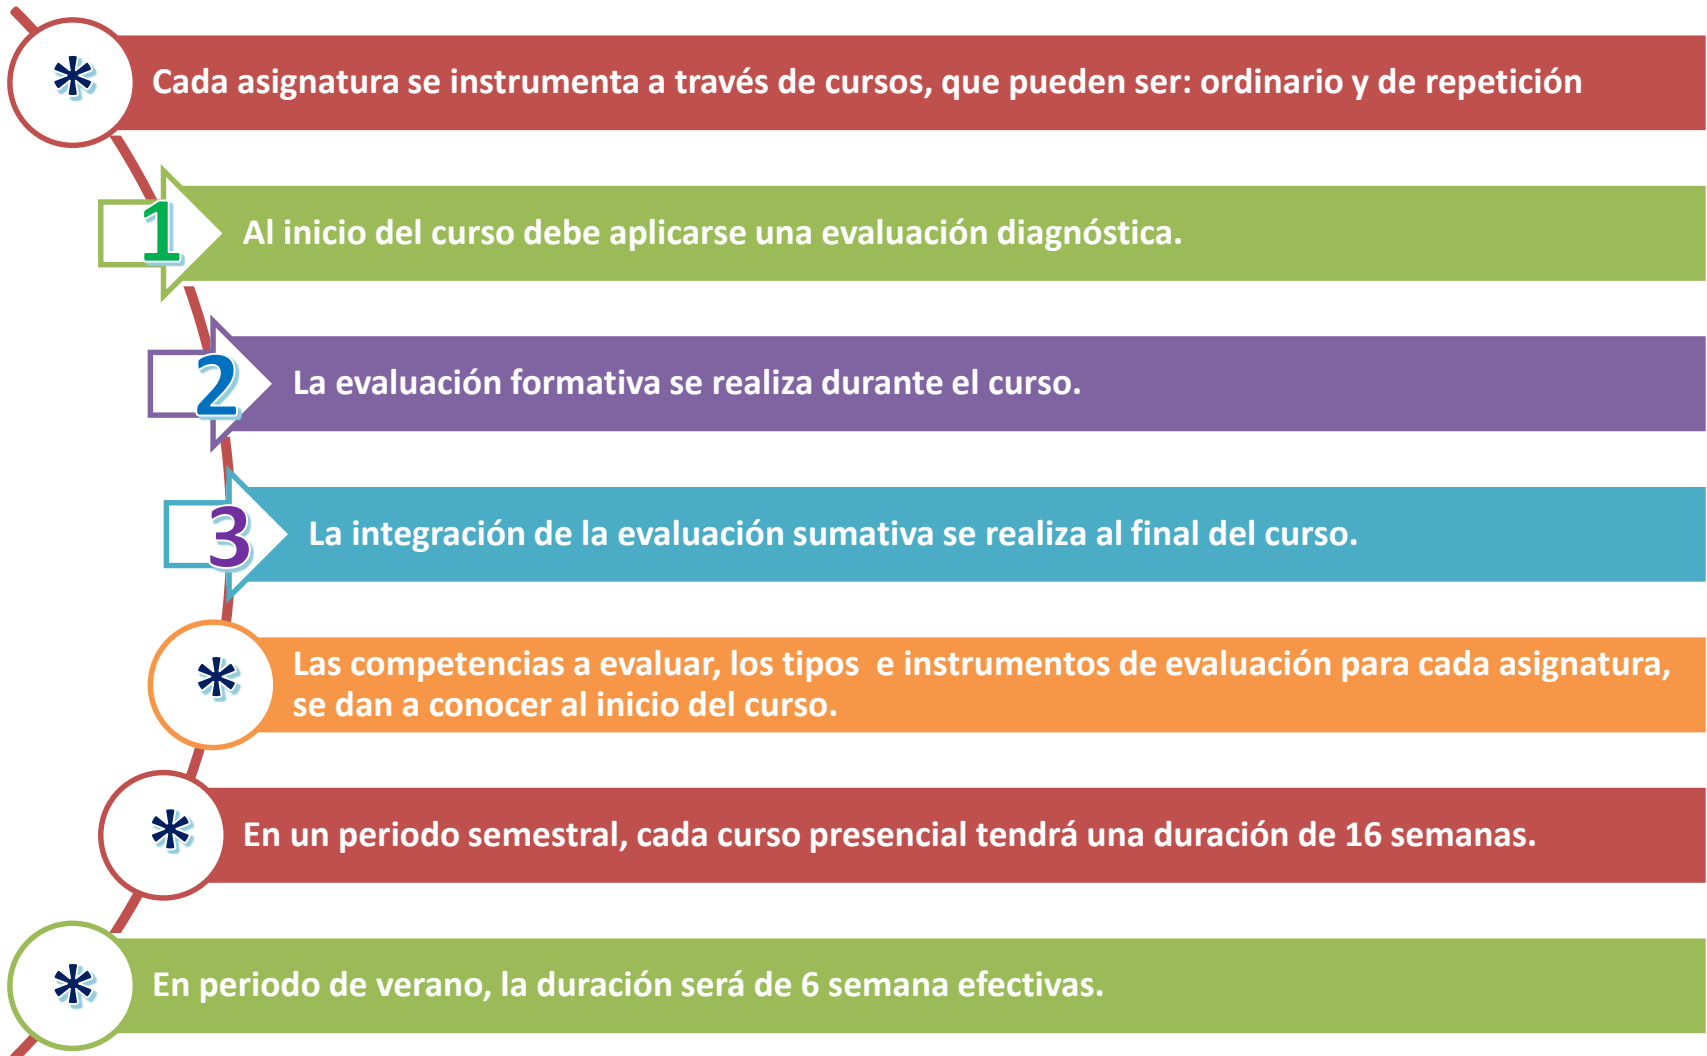 * Cada asignatura se instrumenta a través de cursos, que pueden ser: ordinario y de repetición
1 Al inicio del curso debe aplicarse una evaluación diagnóstica.
2 La evaluación formativa se realiza durante el curso.
3 La integración de la evaluación sumativa se realiza al final del curso.
* Las competencias a evaluar, los tipos  e instrumentos de evaluación para cada asignatura,
se dan a conocer al inicio del curso.
* En un periodo semestral, cada curso presencial tendrá una duración de 16 semanas.
* En periodo de verano, la duración será de 6 semana efectivas.